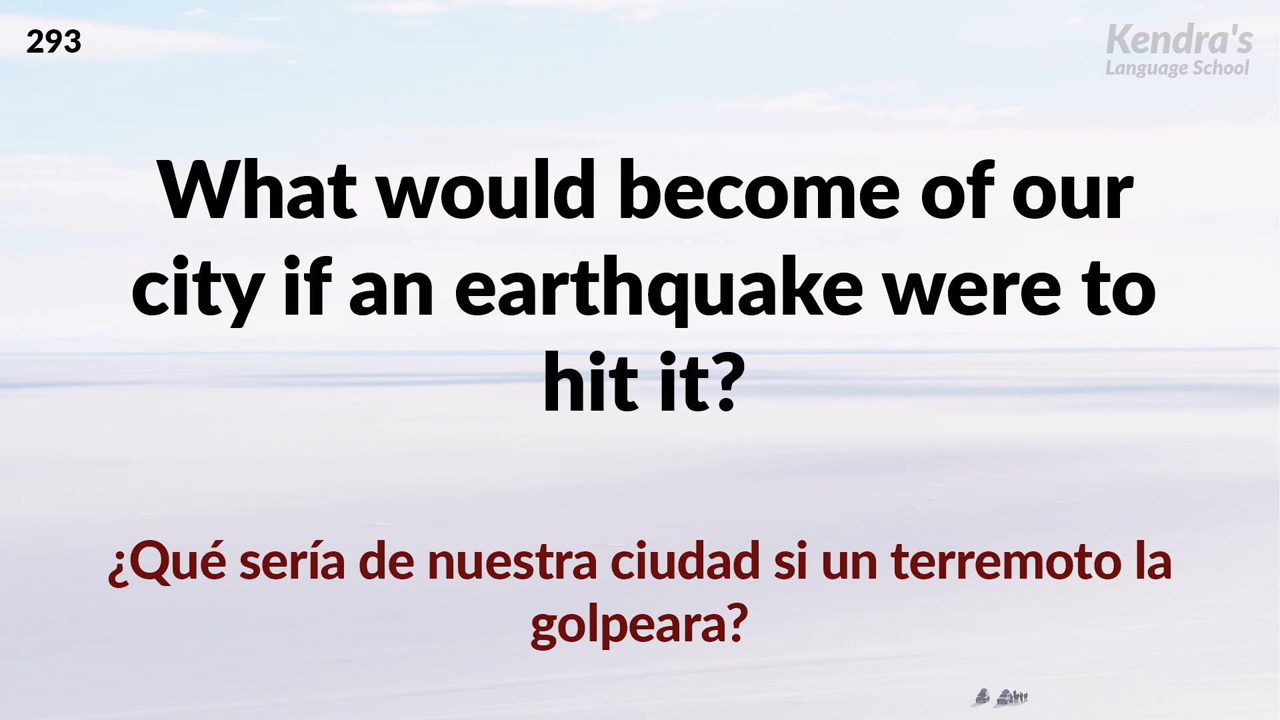 293
Kendra's
Language School
What would become of our
city if an earthquake were to
hit it?
¿Qué sería de nuestra ciudad si un terremoto la
golpeara?